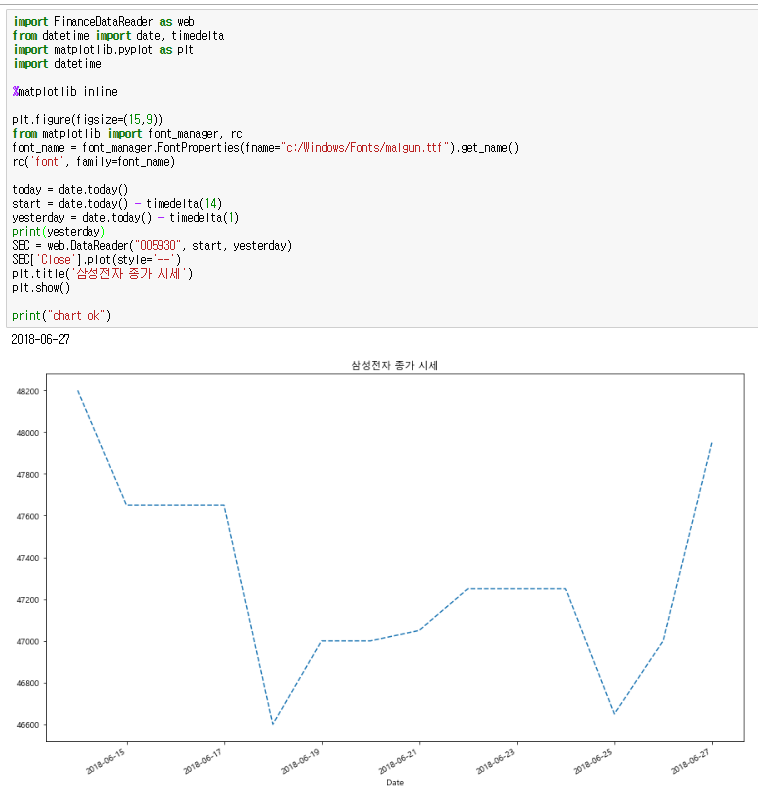 import FinanceDataReader as web
from datetime import date, timedelta
import matplotlib.pyplot as plt
import datetime
%matplotlib inline
plt.figure(figsize=(15,9))
from matplotlib import font_manager, rc
font_name = font_manager.FontProperties(fname="c:/Windows/Fonts/malgun.ttf").get_name()
rc('font', family=font_name)
today = date.today()
start = date.today() - timedelta(14)
yesterday = date.today() - timedelta(1)
print(yesterday)
SEC = web.DataReader("005930", start, yesterday)
SEC['Close'].plot(style='--')
plt.title('삼성전자 종가 시세')
plt.show()
print("chart ok")
2018-06-27
삼성전자 종가 시세
48200
48000
47800
47600
47400
47200
47000
46800
46600
2018-06-15
2018-06-17
2018-06-19
2018-06-21
2018-06-23
2018-06-25
2018-06-27
Date